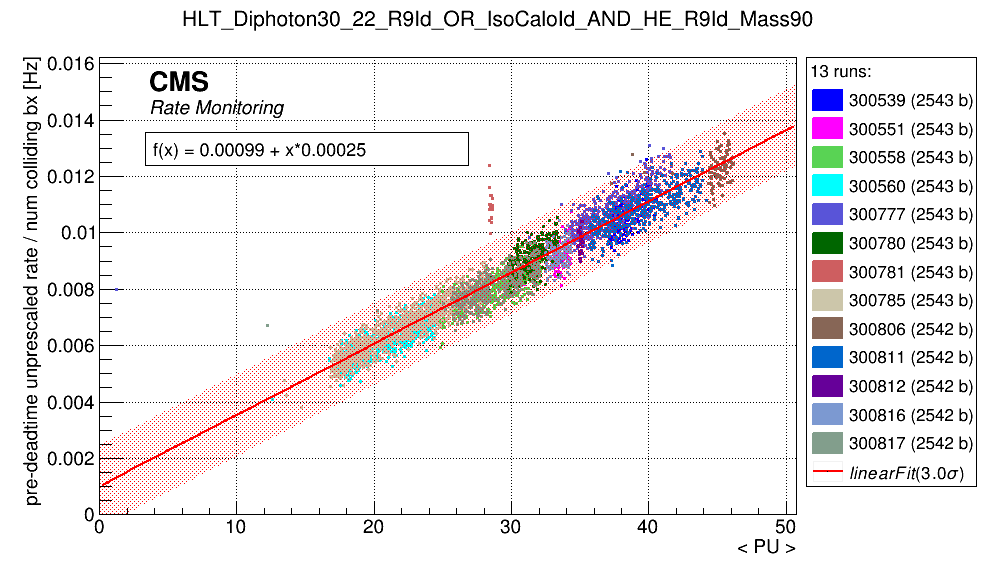 HLT_Diphoton30_22_R9Id_OR_IsoCaloId_AND_HE_R9Id_Mass90
pre-deadtime unprescaled rate / num colliding bx [Hz]
0.016
0.014
0.012
0.01
0.008
0.006
0.004
0.002
0
CMS
Rate Monitoring
f(x) = 0.00099 + x*0.00025
0 10 20 30 40 50
< PU >
13 runs:
300539 (2543 b)
300551 (2543 b)
300558 (2543 b)
300560 (2543 b)
300777 (2543 b)
300780 (2543 b)
300781 (2543 b)
300785 (2543 b)
300806 (2542 b)
300811 (2542 b)
300812 (2542 b)
300816 (2542 b)
300817 (2542 b)
linearFit(3.0σ)